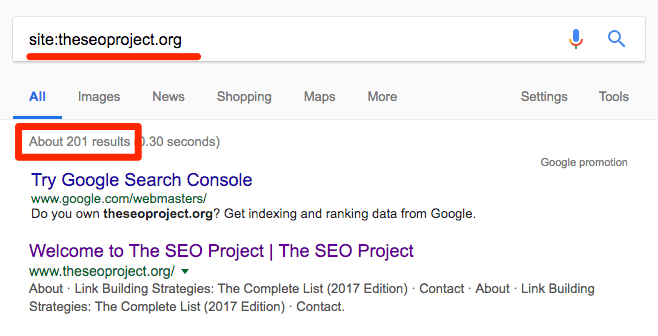 site:theseoproject.org
All Images News Shopping Maps More Settings Tools
About 201 results (0.30 seconds)
Google promotion
Try Google Search Console
www.google.com/webmasters/
Do you own theseoproject.org? Get indexing and ranking data from Google.
Welcome to The SEO Project | The SEO Project
www.theseoproject.org/
About · Link Building Strategies: The Complete List (2017 Edition) · Contact · About · Link Building
Strategies: The Complete List (2017 Edition) · Contact.